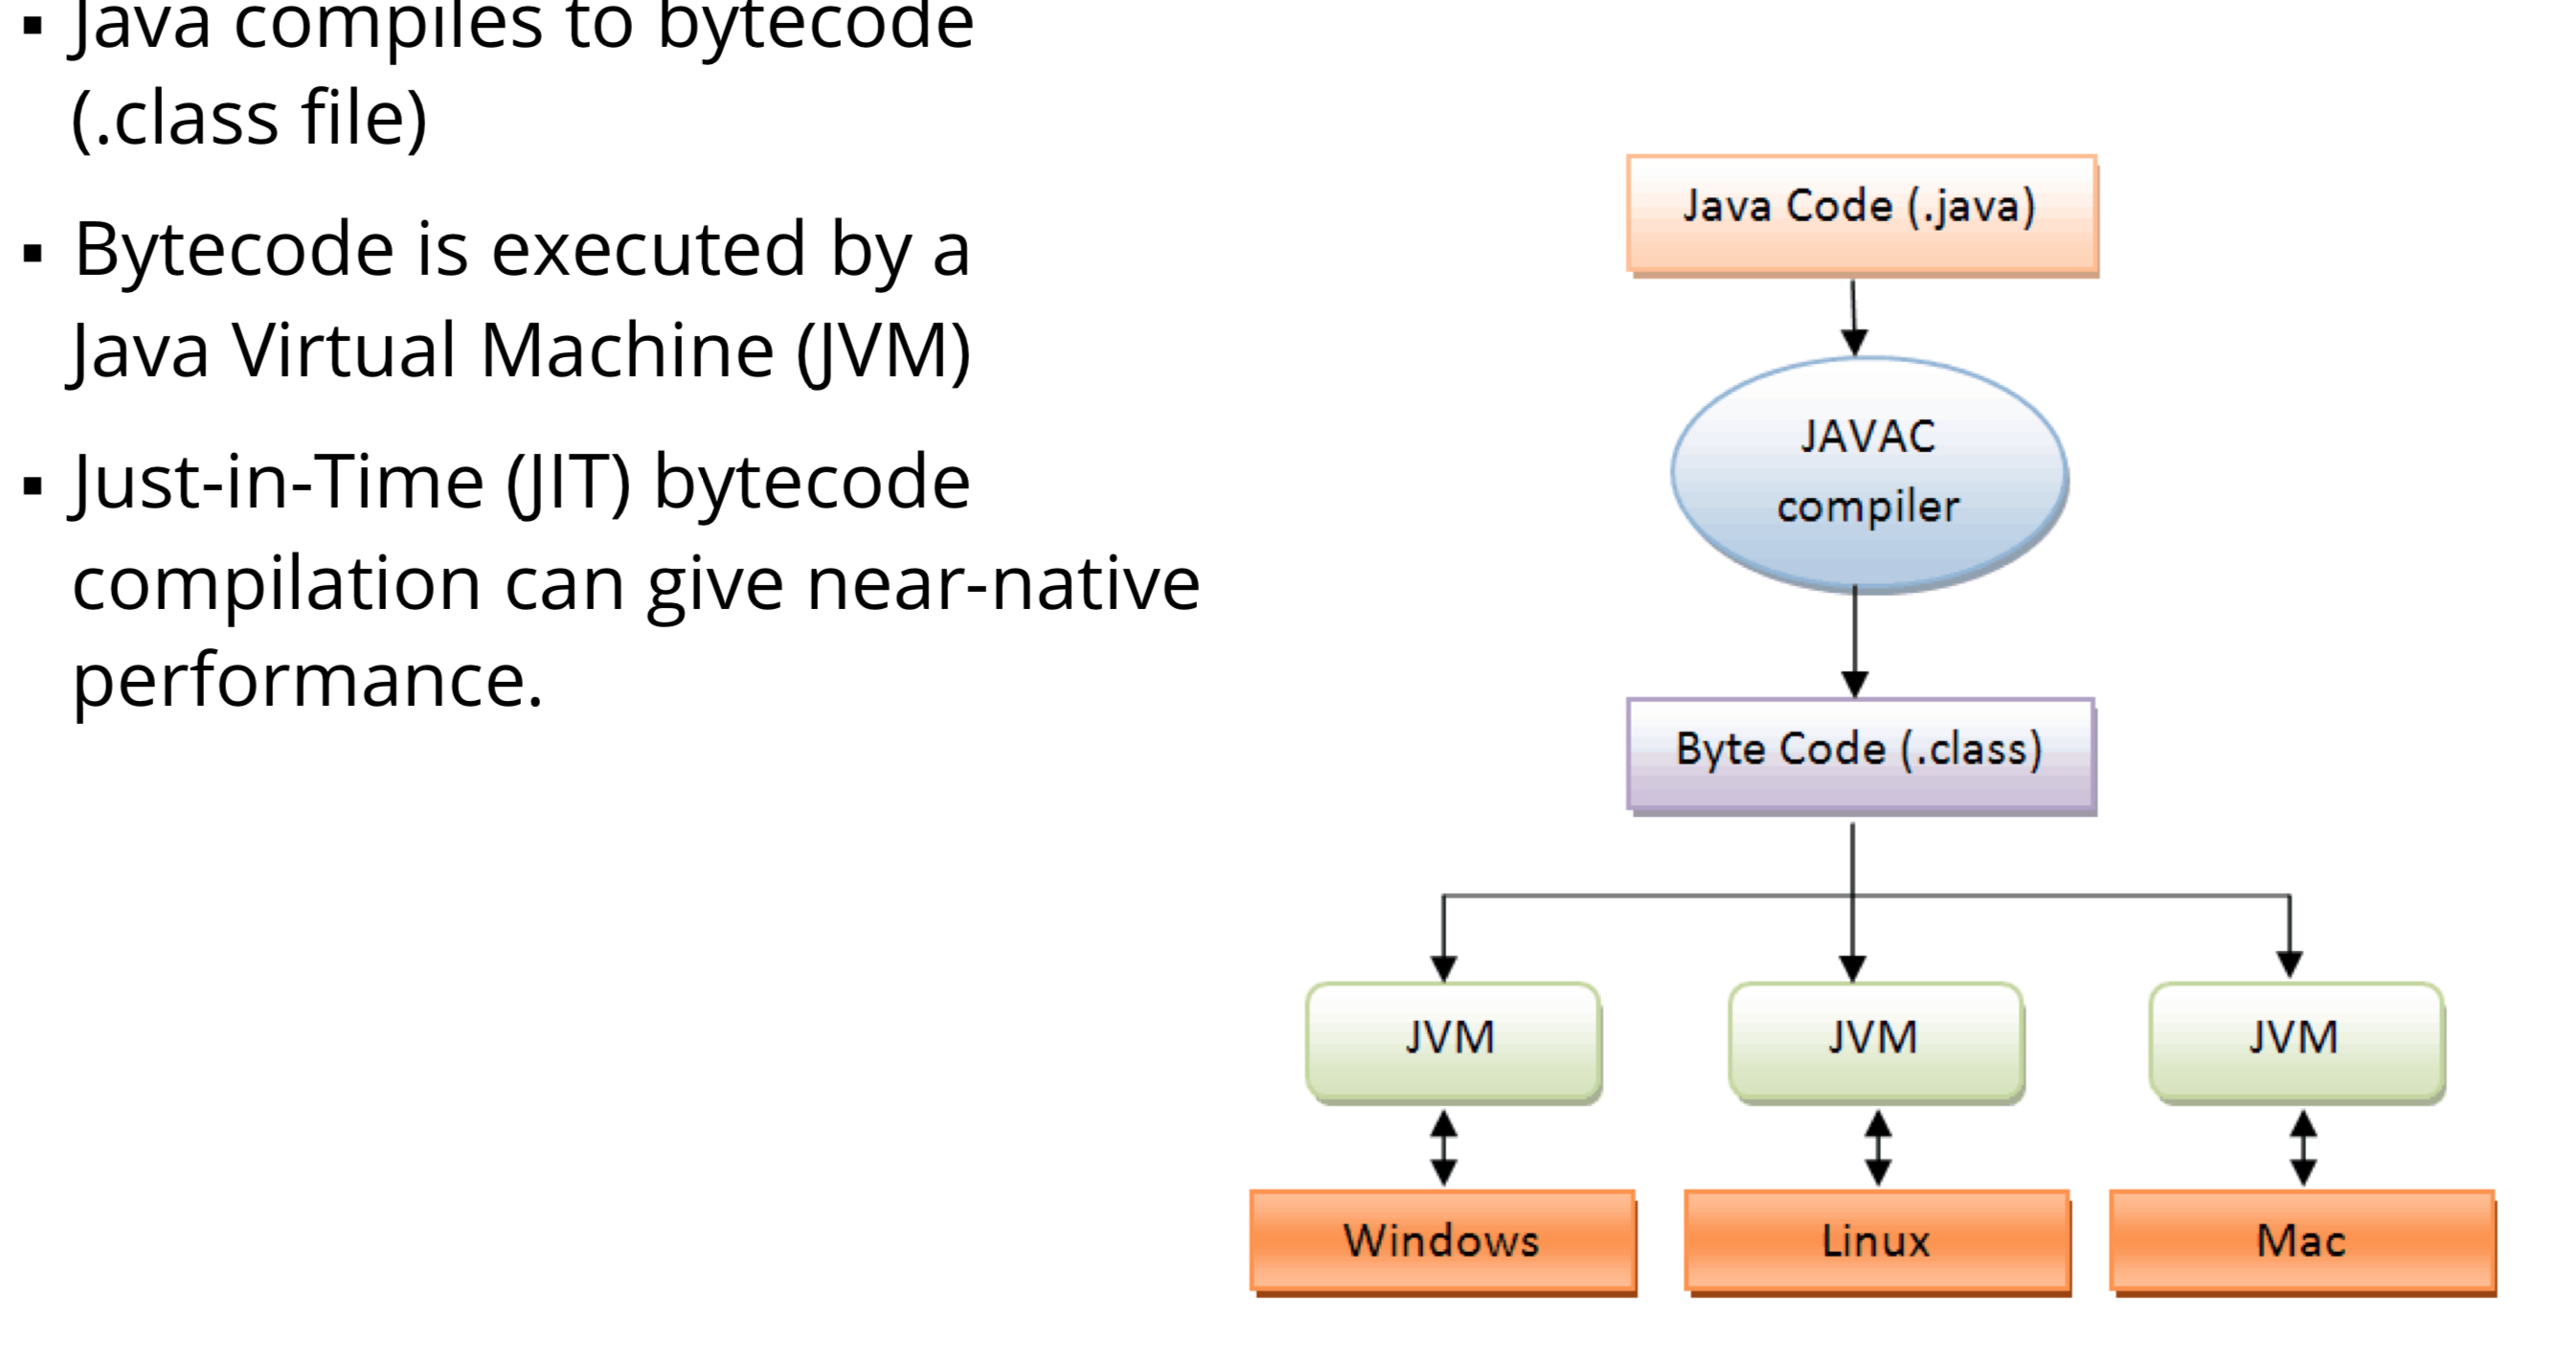 ▪ Java compiles to bytecode
(.class file)
▪ Bytecode is executed by a
Java Virtual Machine (JVM)
▪ Just-in-Time (JIT) bytecode
compilation can give near-native
performance.
Java Code (.java)
JAVAC
compiler
Byte Code (.class)
JVM
JVM
JVM
Windows
Linux
Mac